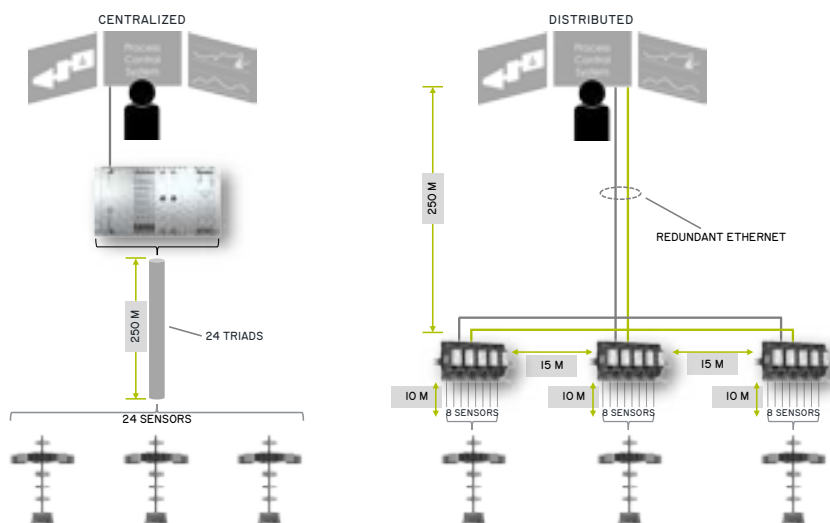 CENTRALIZED
Process
Control
System
250 M
24 TRIADS
24 SENSORS
DISTRIBUTED
Process
Control
System
250 M
REDUNDANT ETHERNET
15 M
15 M
10 M
8 SENSORS
10 M
8 SENSORS
10 M
8 SENSORS